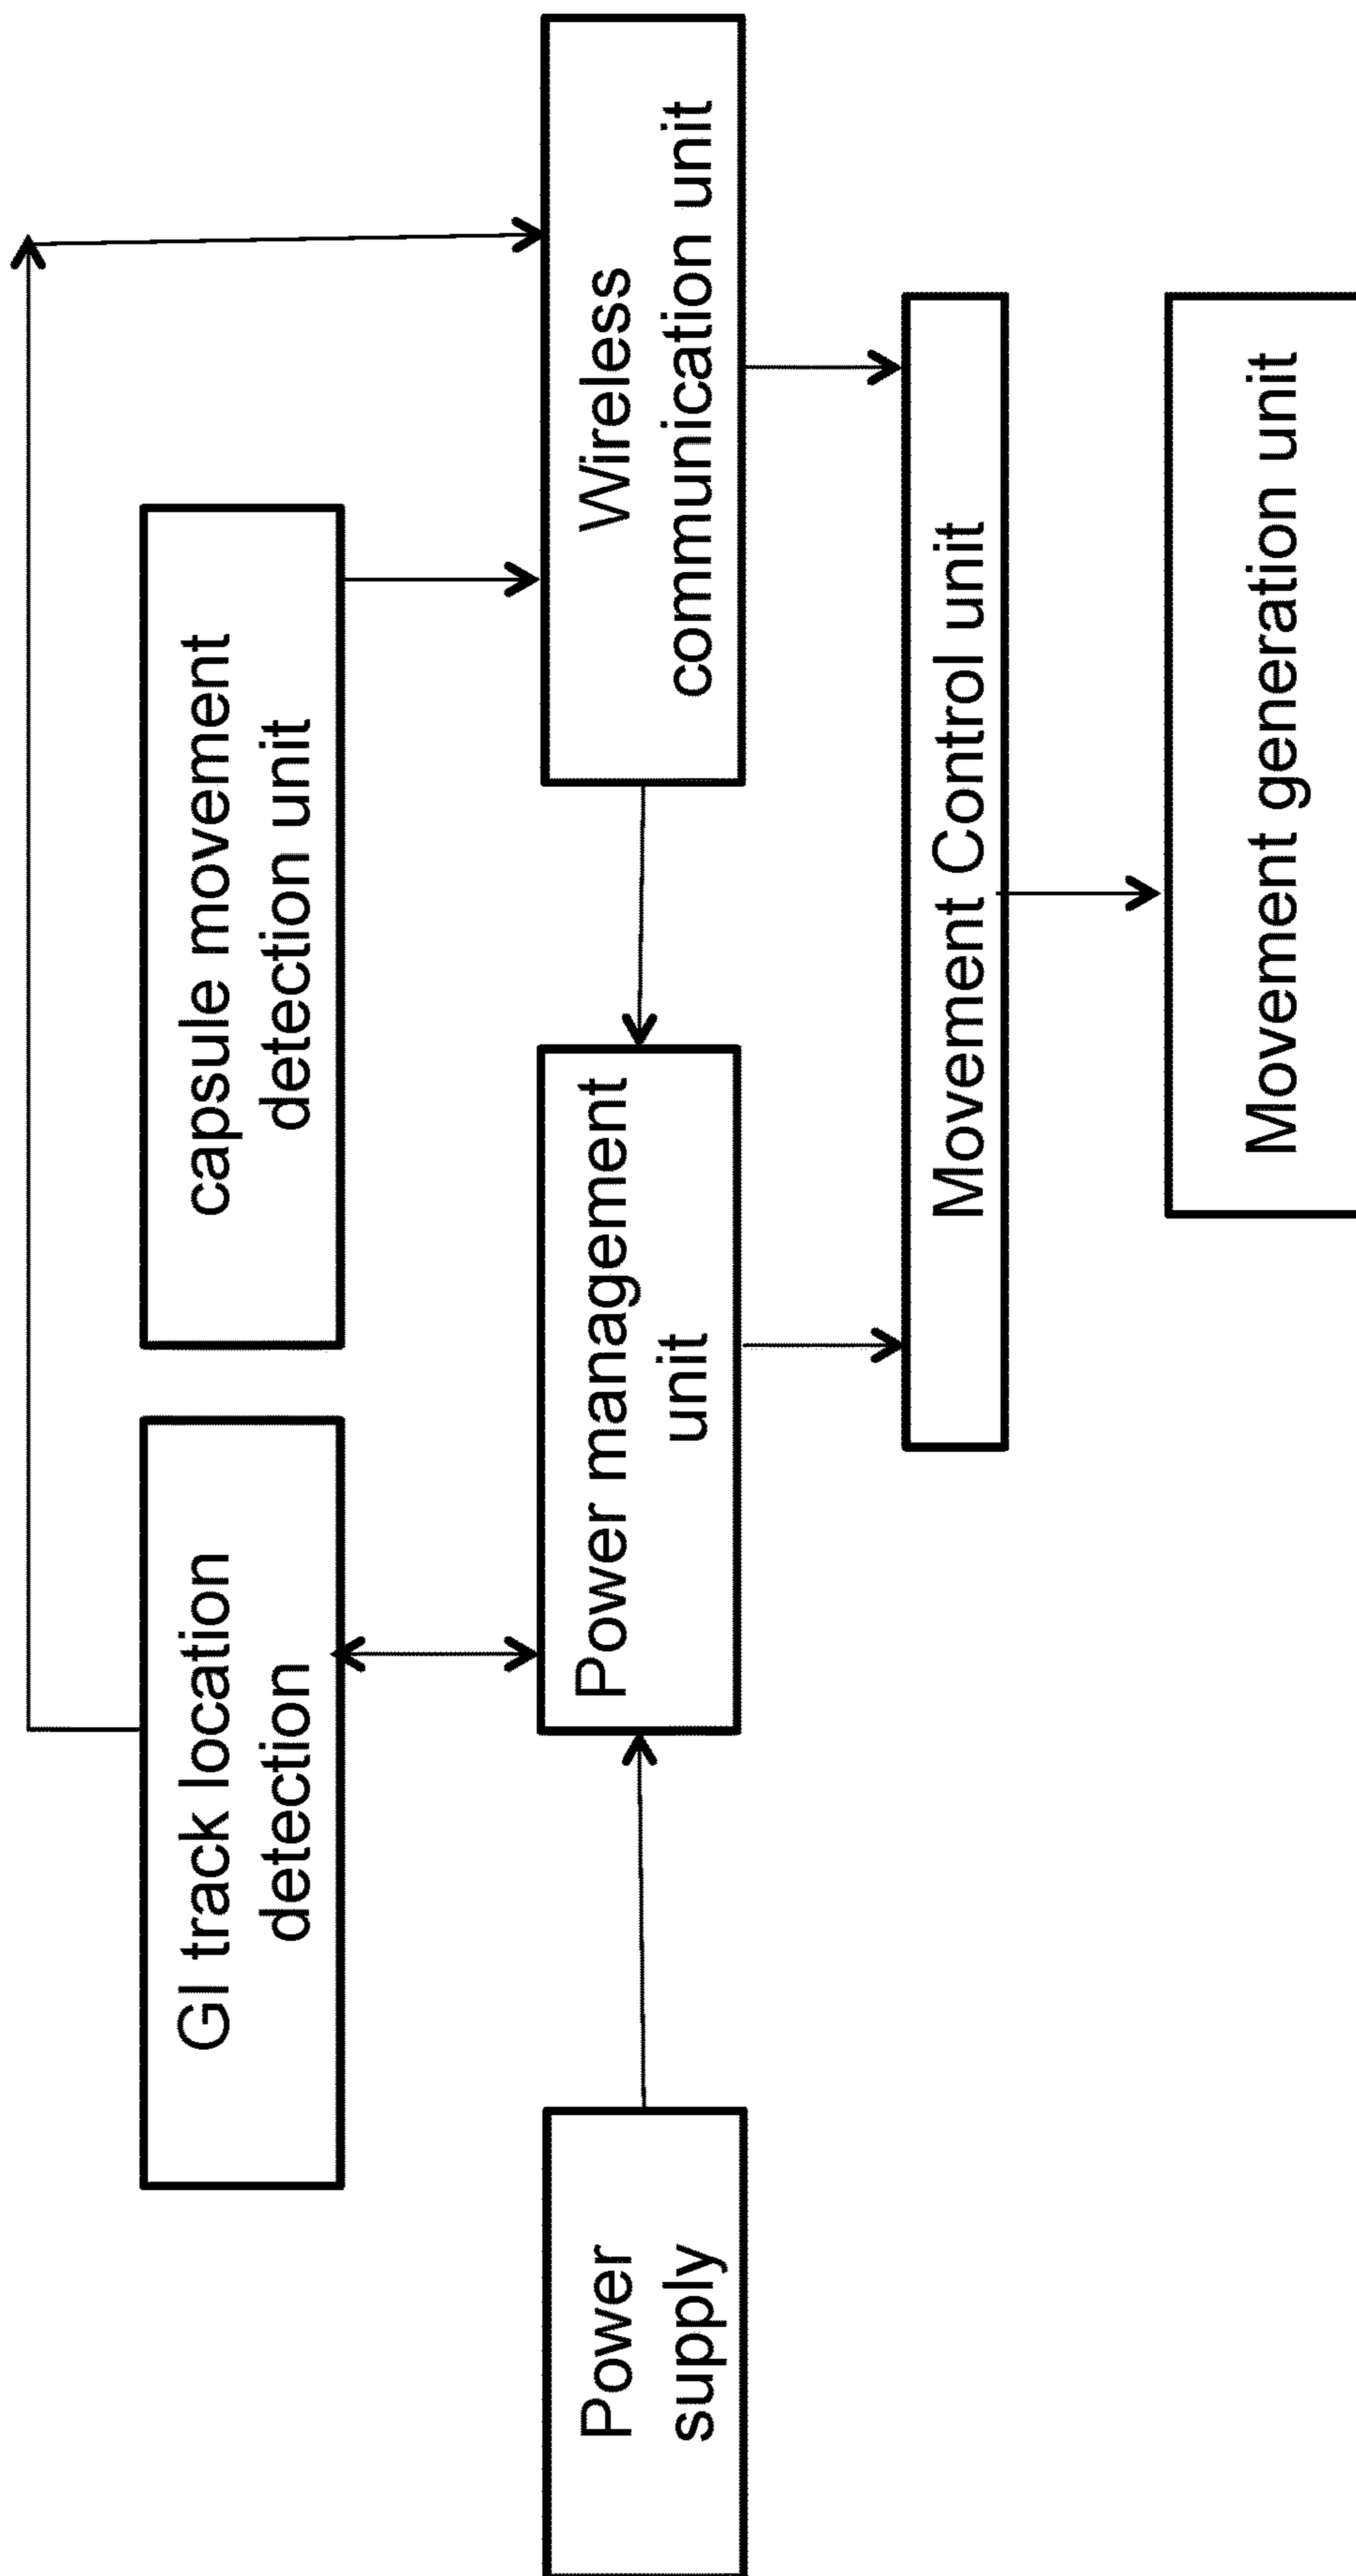 GI track location
detection
capsule movement
detection unit
Power
supply
Power management
unit
Wireless
communication unit
Movement Control unit
Movement generation unit